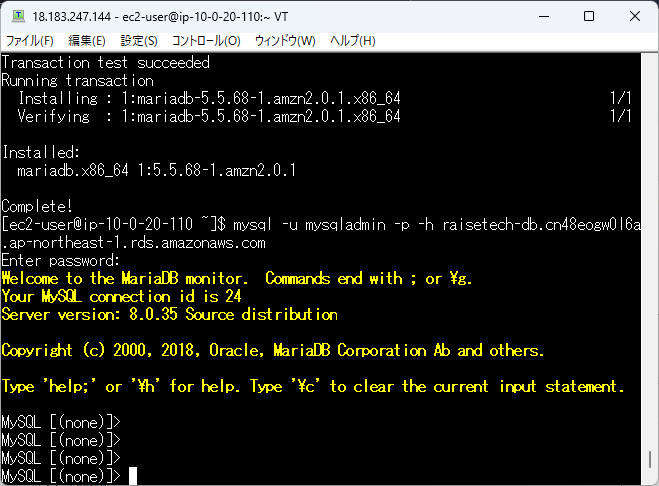 18.183.247.144 - ec2-user@ip-10-0-20-110:~ VT
ファイル(F) 編集(E) 設定(S) コントロール(O) ウィンドウ(W) ヘルプ(H)
Transaction test succeeded
Running transaction
  Installing : 1:mariadb-5.5.68-1.amzn2.0.1.x86_64 1/1
  Verifying  : 1:mariadb-5.5.68-1.amzn2.0.1.x86_64 1/1
Installed:
  mariadb.x86_64 1:5.5.68-1.amzn2.0.1
Complete!
[ec2-user@ip-10-0-20-110 ~]$ mysql -u mysqladmin -p -h raisetech-db.cn48eogw0l6a
.ap-northeast-1.rds.amazonaws.com
Enter password:
Welcome to the MariaDB monitor.  Commands end with ; or ¥g.
Your MySQL connection id is 24
Server version: 8.0.35 Source distribution
Copyright (c) 2000, 2018, Oracle, MariaDB Corporation Ab and others.
Type 'help;' or '¥h' for help. Type '¥c' to clear the current input statement.
MySQL [(none)]>
MySQL [(none)]>
MySQL [(none)]>
MySQL [(none)]>